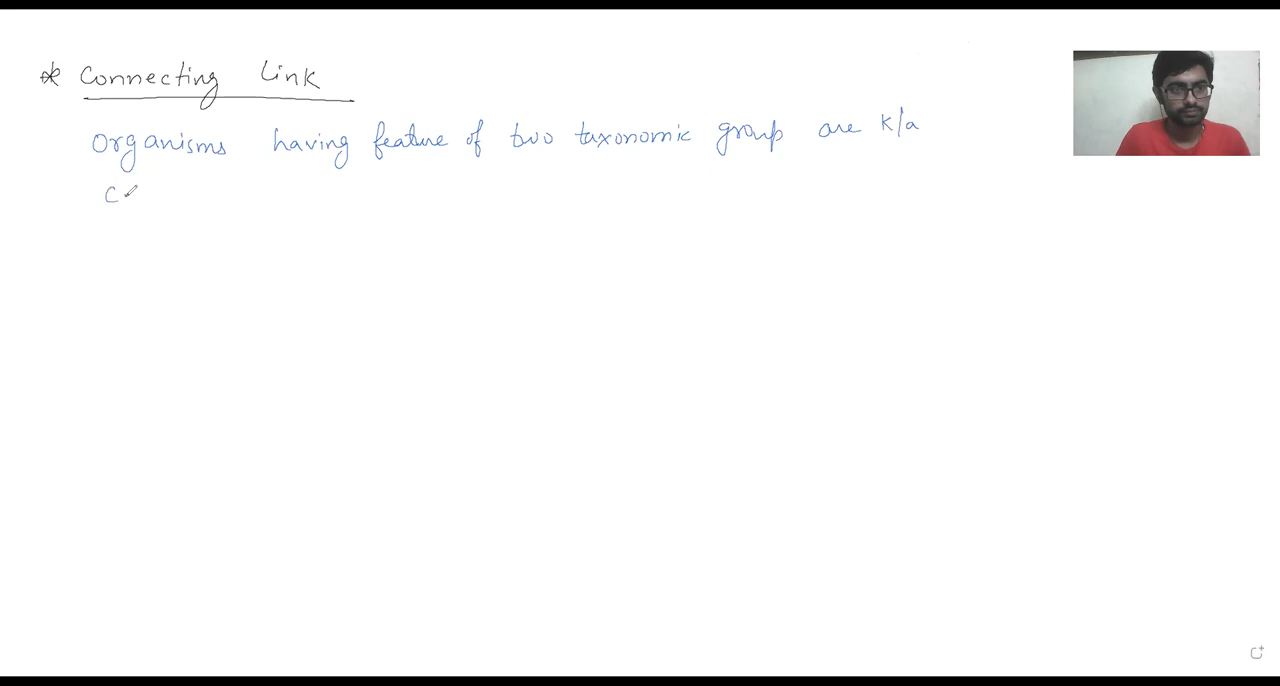 * Connecting Link
Organisms having feature of two taxonomic group are k/a
C